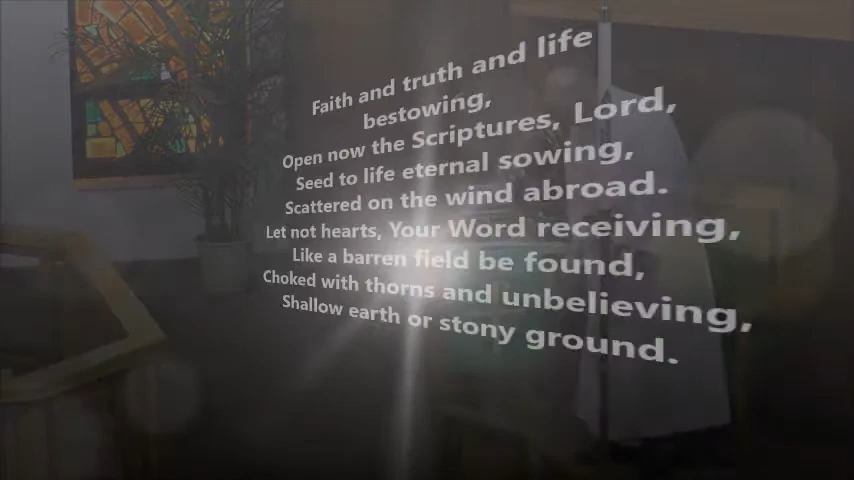 Faith and truth and life
bestowing,
Open now the Scriptures, Lord,
Seed to life eternal sowing,
Scattered on the wind abroad.
Let not hearts, Your Word receiving,
Like a barren field be found,
Choked with thorns and unbelieving,
Shallow earth or stony ground.